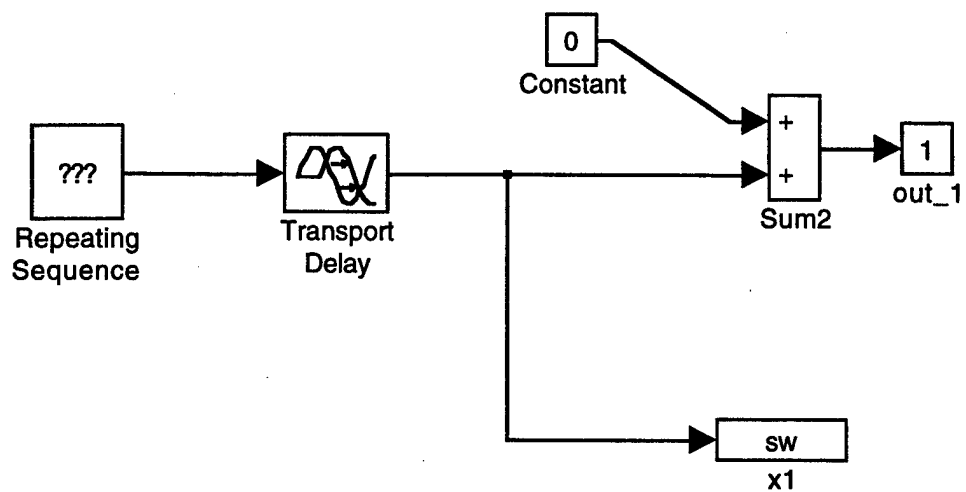 0
Constant
???
Repeating
Sequence
Transport
Delay
+
+
Sum2
1
out_1
sw
x1